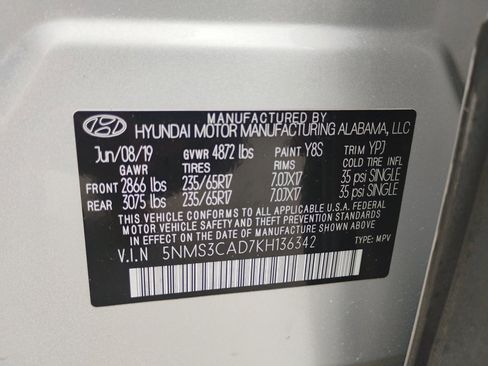 MANUFACTURED BY
HYUNDAI MOTOR MANUFACTURING ALABAMA, LLC
Jun/08/19 GVWR 4872 lbs PAINT Y8S TRIM YPJ
GAWR TIRES RIMS COLD TIRE INFL
FRONT 2866 lbs 235/65R17 7.0JX17 35 psi SINGLE
REAR 3075 lbs 235/65R17 7.0JX17 35 psi SINGLE
THIS VEHICLE CONFORMS TO ALL APPLICABLE U.S.A. FEDERAL
MOTOR VEHICLE SAFETY AND THEFT PREVENTION STANDARDS
IN EFFECT ON THE DATE OF MANUFACTURE SHOWN ABOVE.
V.I.N 5NMS3CAD7KH136342 TYPE: MPV